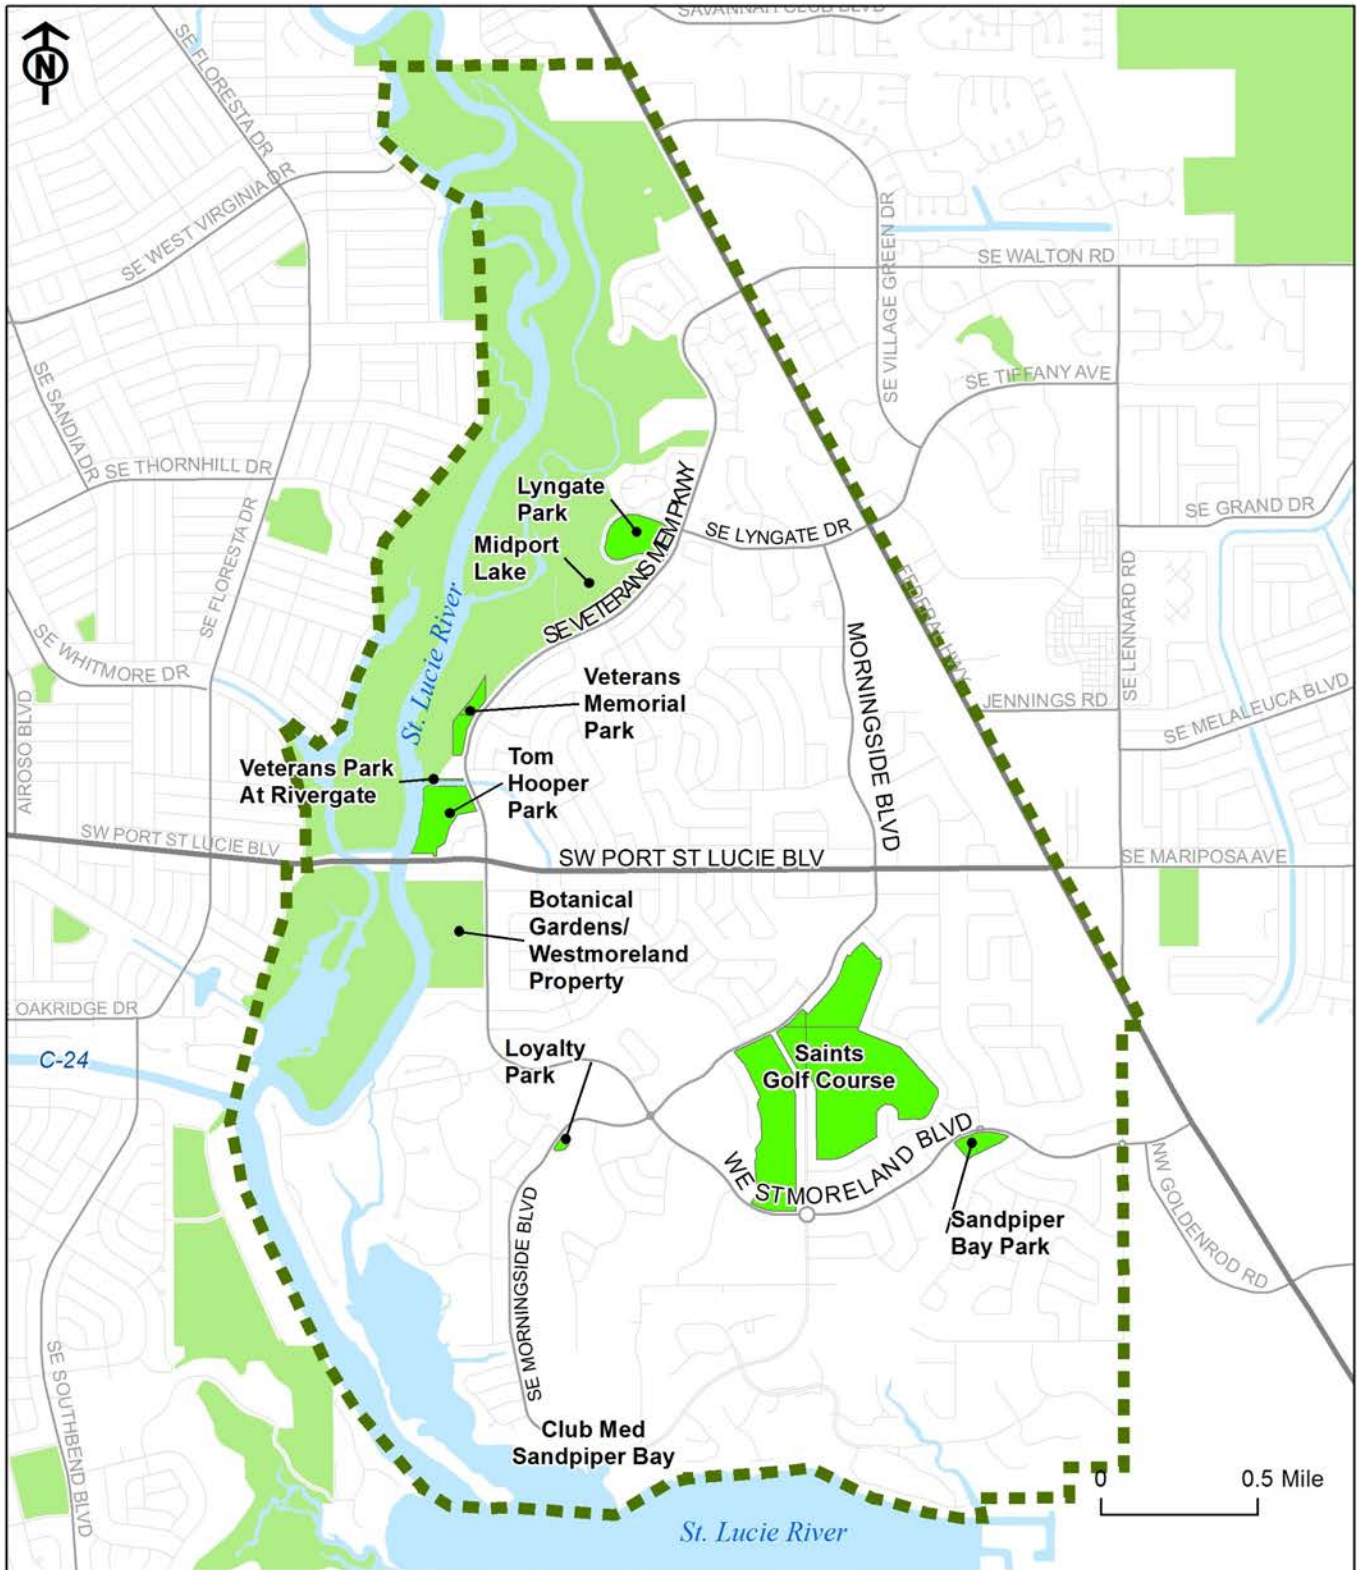 SAVANNAH CLUB BLVD
N
SE FLORESTA DR
SE WEST VIRGINIA DR
SE VILLAGE GREEN DR
SE WALTON RD
SE TIFFANY AVE
SE SANDIA DR
SE THORNHILL DR
SE FLORESTA DR
Lyngate
Park
SE VETERANS MEM PKWY
SE LYNGATE DR
SE GRAND DR
Midport
Lake
FEDERAL HWY
SE LENNARD RD
St. Lucie River
SE WHITMORE DR
MORNINGSIDE BLVD
Veterans
Memorial
Park
JENNINGS RD
SE MELALEUCA BLVD
AIROSO BLVD
Veterans Park
At Rivergate
Tom
Hooper
Park
SW PORT ST LUCIE BLV
SW PORT ST LUCIE BLV
SE MARIPOSA AVE
Botanical
Gardens/
Westmoreland
Property
E OAKRIDGE DR
C-24
Loyalty
Park
Saints
Golf Course
WESTMORELAND BLVD
NW GOLDENROD RD
SE MORNINGSIDE BLVD
Sandpiper
Bay Park
SE SOUTHBEND BLVD
Club Med
Sandpiper Bay
0 0.5 Mile
St. Lucie River